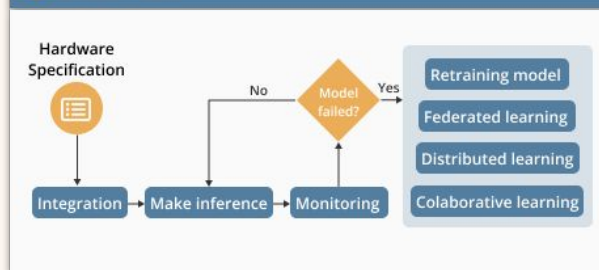 Hardware
Specification
Integration
Make inference
Monitoring
Model
failed?
No
Yes
Retraining model
Federated learning
Distributed learning
Colaborative learning